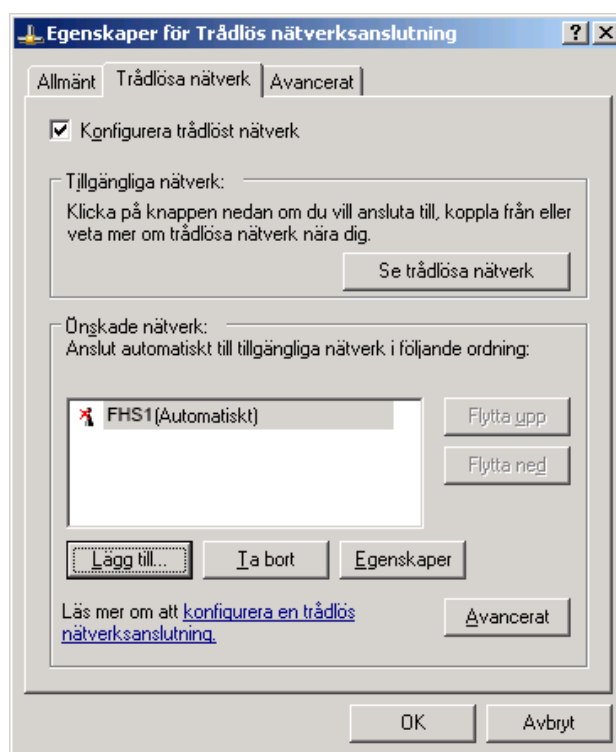 Egenskaper för Trådlös nätverksanslutning
Allmänt Trådlösa nätverk Avancerat
Konfigurera trådlöst nätverk
Tillgängliga nätverk:
Klicka på knappen nedan om du vill ansluta till, koppla från eller
veta mer om trådlösa nätverk nära dig.
Se trådlösa nätverk
Önskade nätverk:
Anslut automatiskt till tillgängliga nätverk i följande ordning:
FHS1(Automatiskt)
Flytta upp
Flytta ned
Lägg till... Ta bort Egenskaper
Läs mer om att konfigurera en trådlös
nätverksanslutning.
Avancerat
OK Avbryt